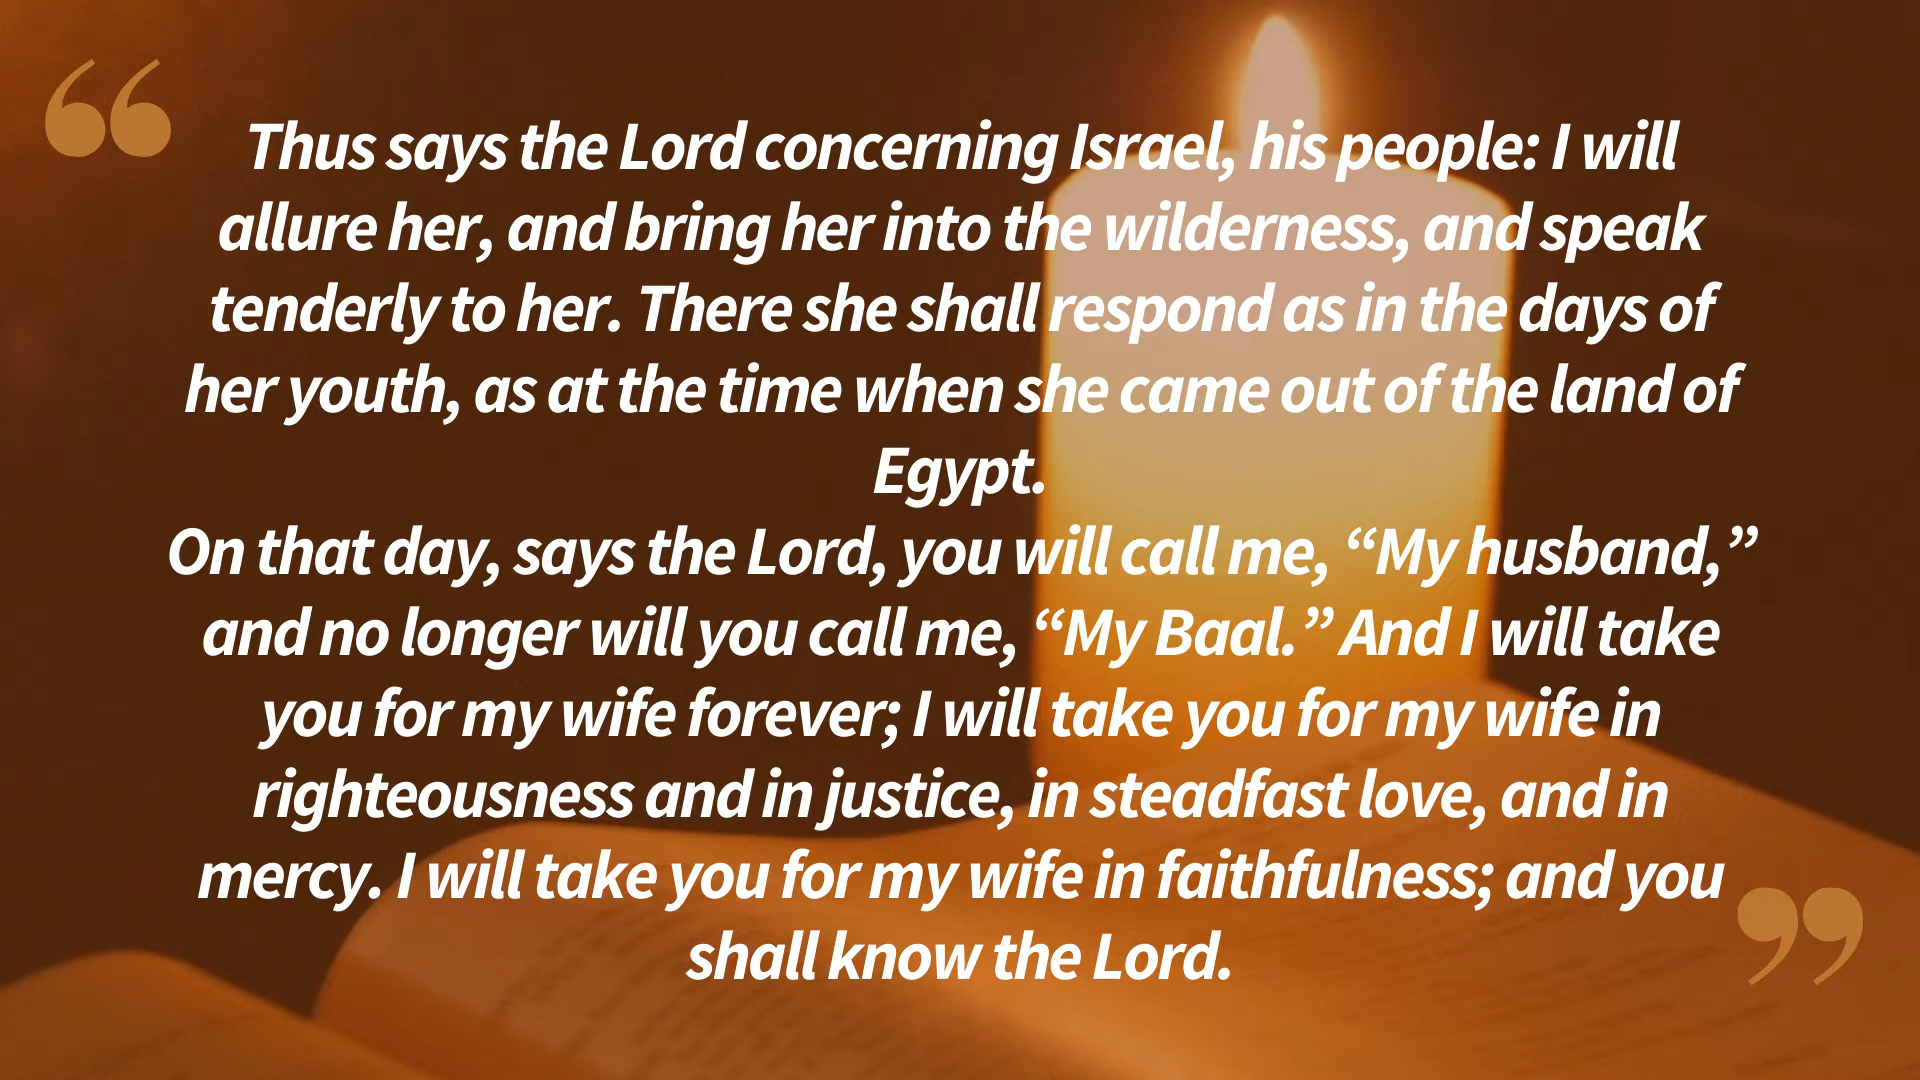 “
Thus says the Lord concerning Israel, his people: I will
allure her, and bring her into the wilderness, and speak
tenderly to her. There she shall respond as in the days of
her youth, as at the time when she came out of the land of
Egypt.
On that day, says the Lord, you will call me, “My husband,”
and no longer will you call me, “My Baal.” And I will take
you for my wife forever; I will take you for my wife in
righteousness and in justice, in steadfast love, and in
mercy. I will take you for my wife in faithfulness; and you
shall know the Lord.
”